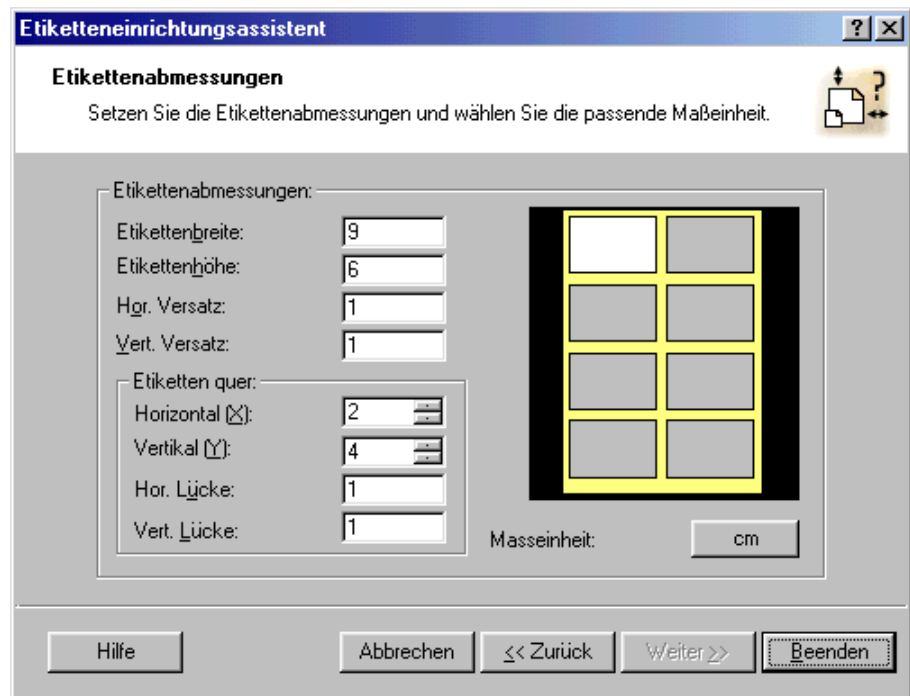 Etiketteneinrichtungsassistent
Etikettenabmessungen
Setzen Sie die Etikettenabmessungen und wählen Sie die passende Maßeinheit.
Etikettenabmessungen:
Etikettenbreite: 9
Etikettenhöhe: 6
Hor. Versatz: 1
Vert. Versatz: 1
Etiketten quer:
Horizontal (X): 2
Vertikal (Y): 4
Hor. Lücke: 1
Vert. Lücke: 1
Masseinheit: cm
Hilfe Abbrechen << Zurück Weiter >> Beenden